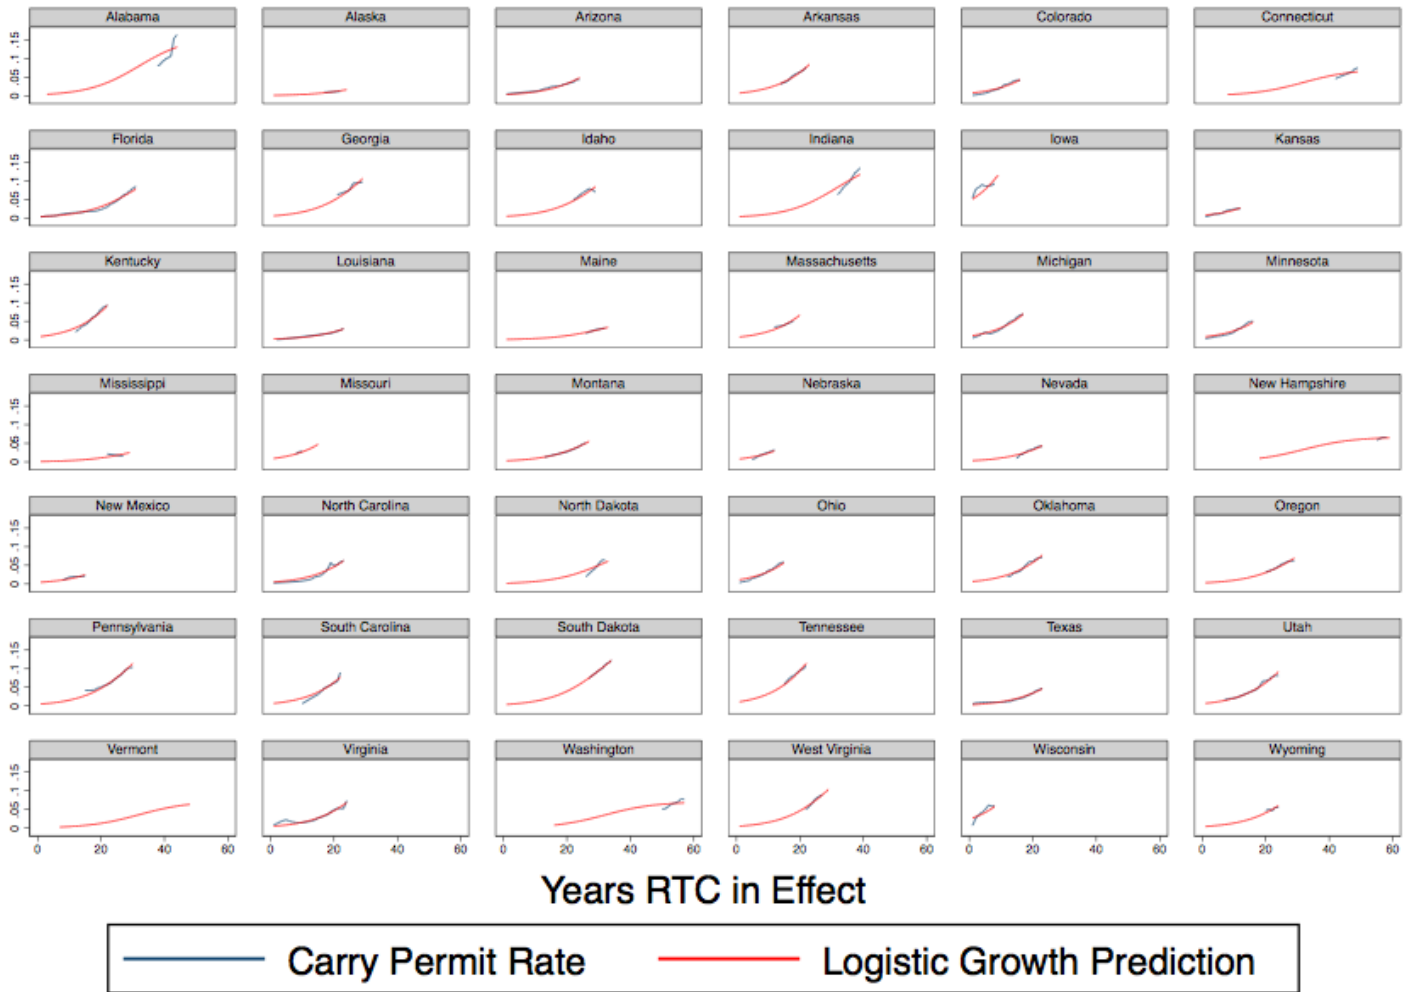 Alabama Alaska Arizona Arkansas Colorado Connecticut
0 .05 .1 .15
Florida Georgia Idaho Indiana Iowa Kansas
0 .05 .1 .15
Kentucky Louisiana Maine Massachusetts Michigan Minnesota
0 .05 .1 .15
Mississippi Missouri Montana Nebraska Nevada New Hampshire
0 .05 .1 .15
New Mexico North Carolina North Dakota Ohio Oklahoma Oregon
0 .05 .1 .15
Pennsylvania South Carolina South Dakota Tennessee Texas Utah
0 .05 .1 .15
Vermont Virginia Washington West Virginia Wisconsin Wyoming
0 .05 .1 .15
0 20 40 60 0 20 40 60 0 20 40 60 0 20 40 60 0 20 40 60 0 20 40 60
Years RTC in Effect
Carry Permit Rate Logistic Growth Prediction